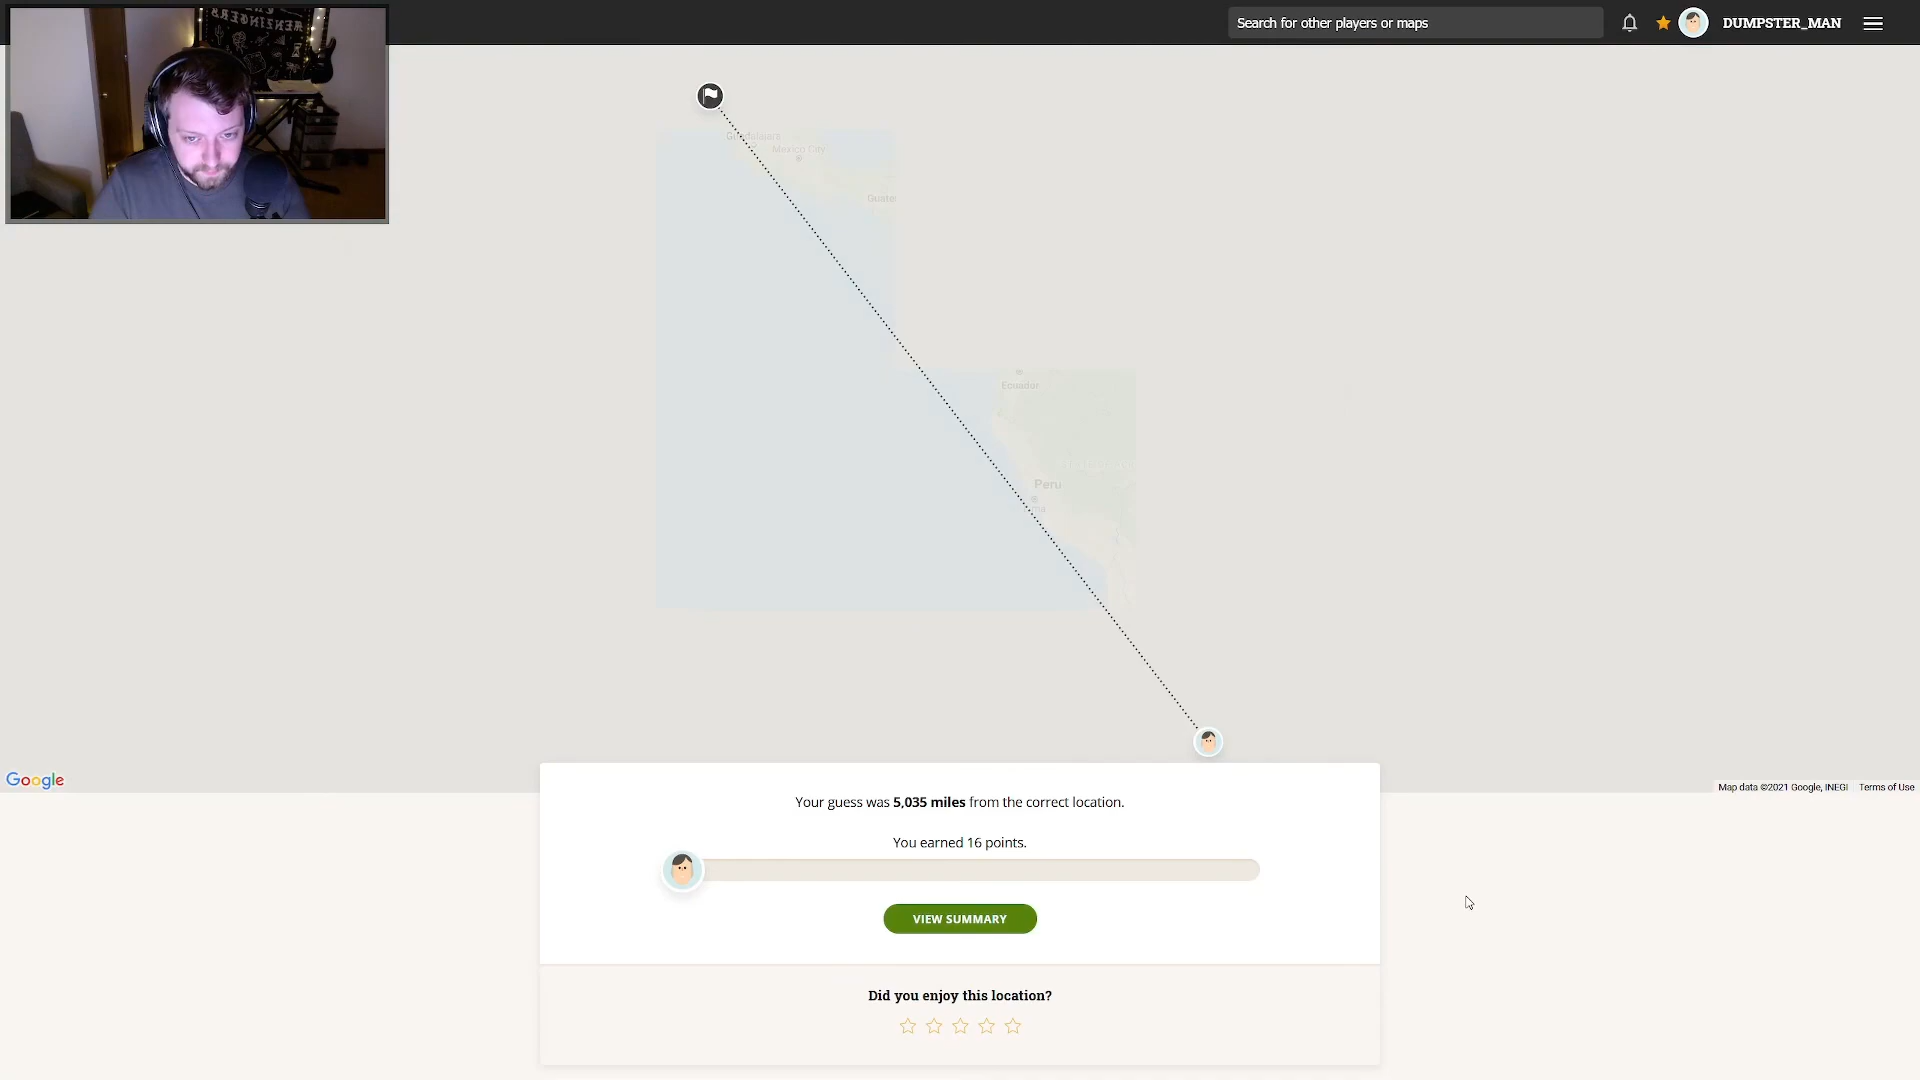 Search for other players or maps
DUMPSTER_MAN
Guadalajara
Mexico City
Ecuador
Peru
Lima
Google
Map data ©2021 Google, INEGI
Terms of Use
Your guess was 5,035 miles from the correct location.
You earned 16 points.
VIEW SUMMARY
Did you enjoy this location?